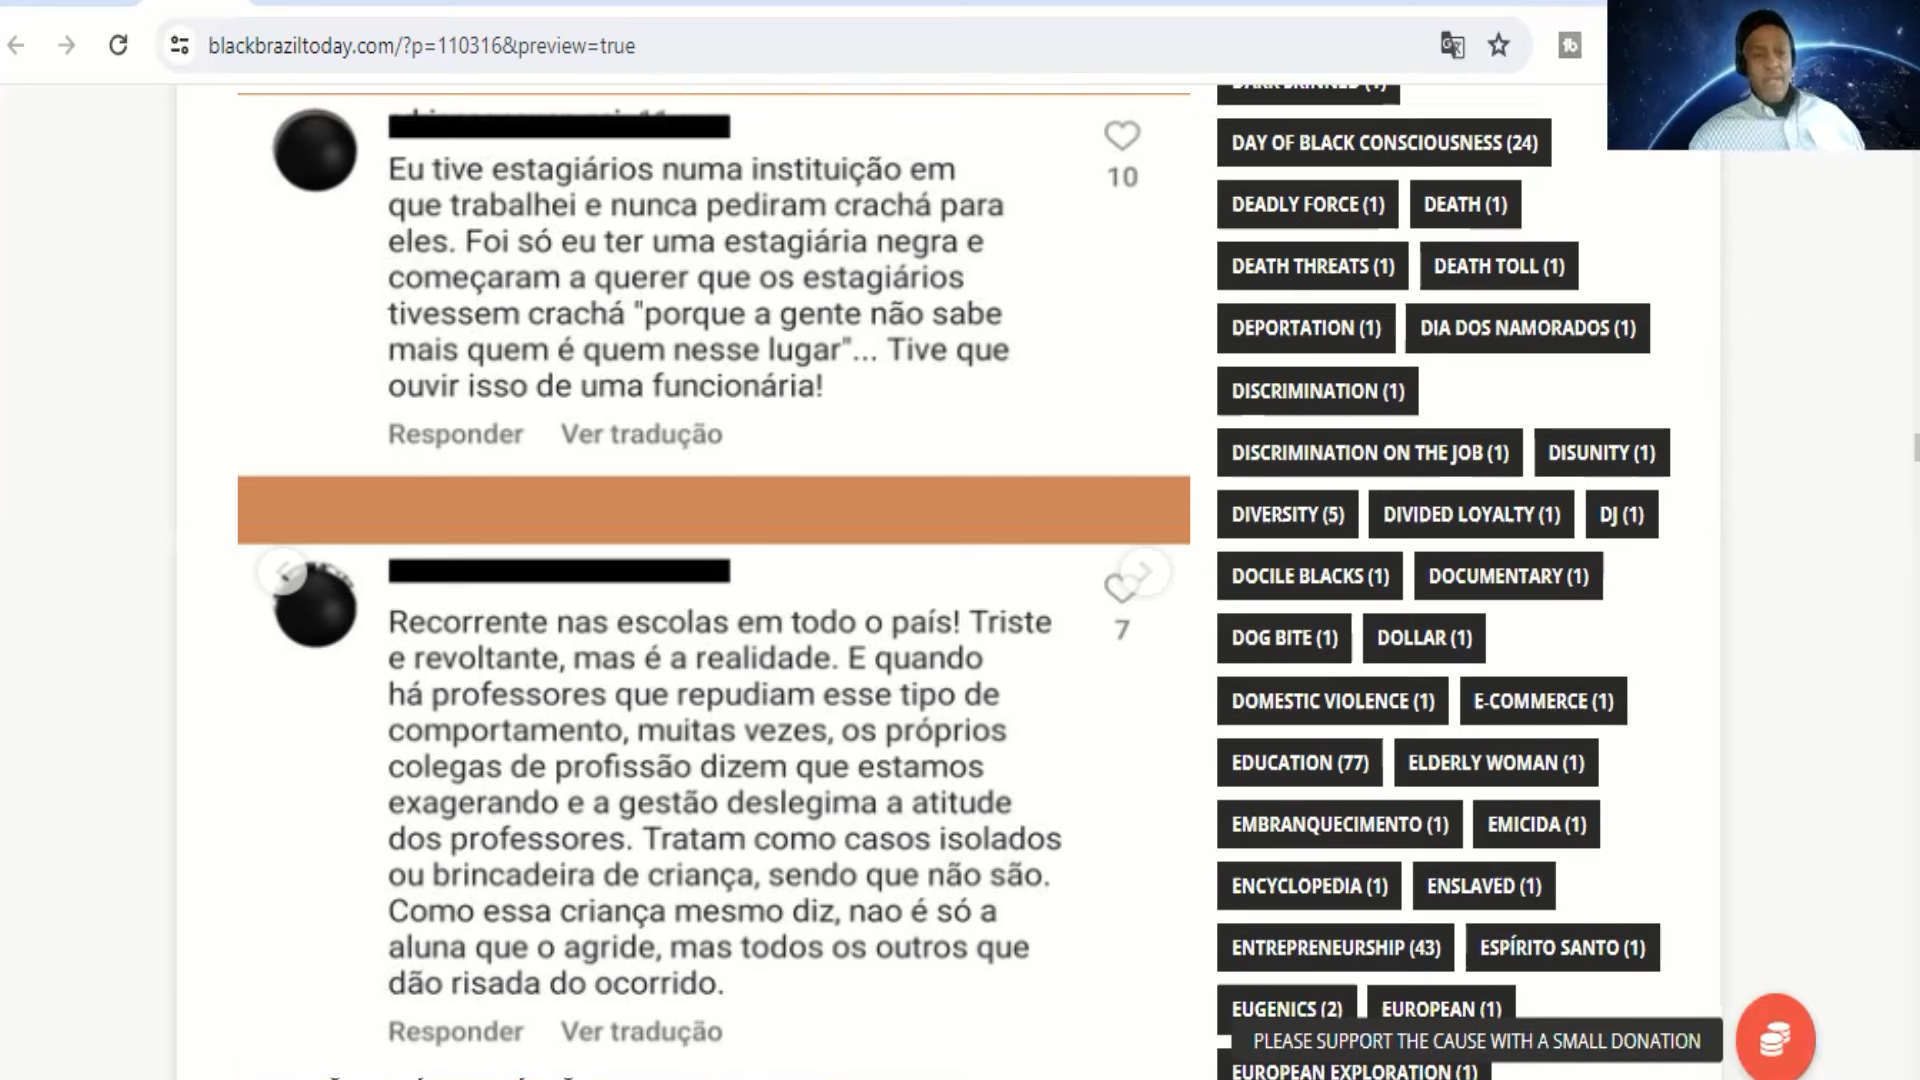 blackbraziltoday.com/?p=110316&preview=true
Eu tive estagiários numa instituição em
que trabalhei e nunca pediram crachá para
eles. Foi só eu ter uma estagiária negra e
começaram a querer que os estagiários
tivessem crachá "porque a gente não sabe
mais quem é quem nesse lugar"... Tive que
ouvir isso de uma funcionária!
10
Responder Ver tradução
Recorrente nas escolas em todo o país! Triste
e revoltante, mas é a realidade. E quando
há professores que repudiam esse tipo de
comportamento, muitas vezes, os próprios
colegas de profissão dizem que estamos
exagerando e a gestão deslegima a atitude
dos professores. Tratam como casos isolados
ou brincadeira de criança, sendo que não são.
Como essa criança mesmo diz, nao é só a
aluna que o agride, mas todos os outros que
dão risada do ocorrido.
7
Responder Ver tradução
DARK SKINNED (1)
DAY OF BLACK CONSCIOUSNESS (24)
DEADLY FORCE (1) DEATH (1)
DEATH THREATS (1) DEATH TOLL (1)
DEPORTATION (1) DIA DOS NAMORADOS (1)
DISCRIMINATION (1)
DISCRIMINATION ON THE JOB (1) DISUNITY (1)
DIVERSITY (5) DIVIDED LOYALTY (1) DJ (1)
DOCILE BLACKS (1) DOCUMENTARY (1)
DOG BITE (1) DOLLAR (1)
DOMESTIC VIOLENCE (1) E-COMMERCE (1)
EDUCATION (77) ELDERLY WOMAN (1)
EMBRANQUECIMENTO (1) EMICIDA (1)
ENCYCLOPEDIA (1) ENSLAVED (1)
ENTREPRENEURSHIP (43) ESPÍRITO SANTO (1)
EUGENICS (2) EUROPEAN (1)
PLEASE SUPPORT THE CAUSE WITH A SMALL DONATION
EUROPEAN EXPLORATION (1)